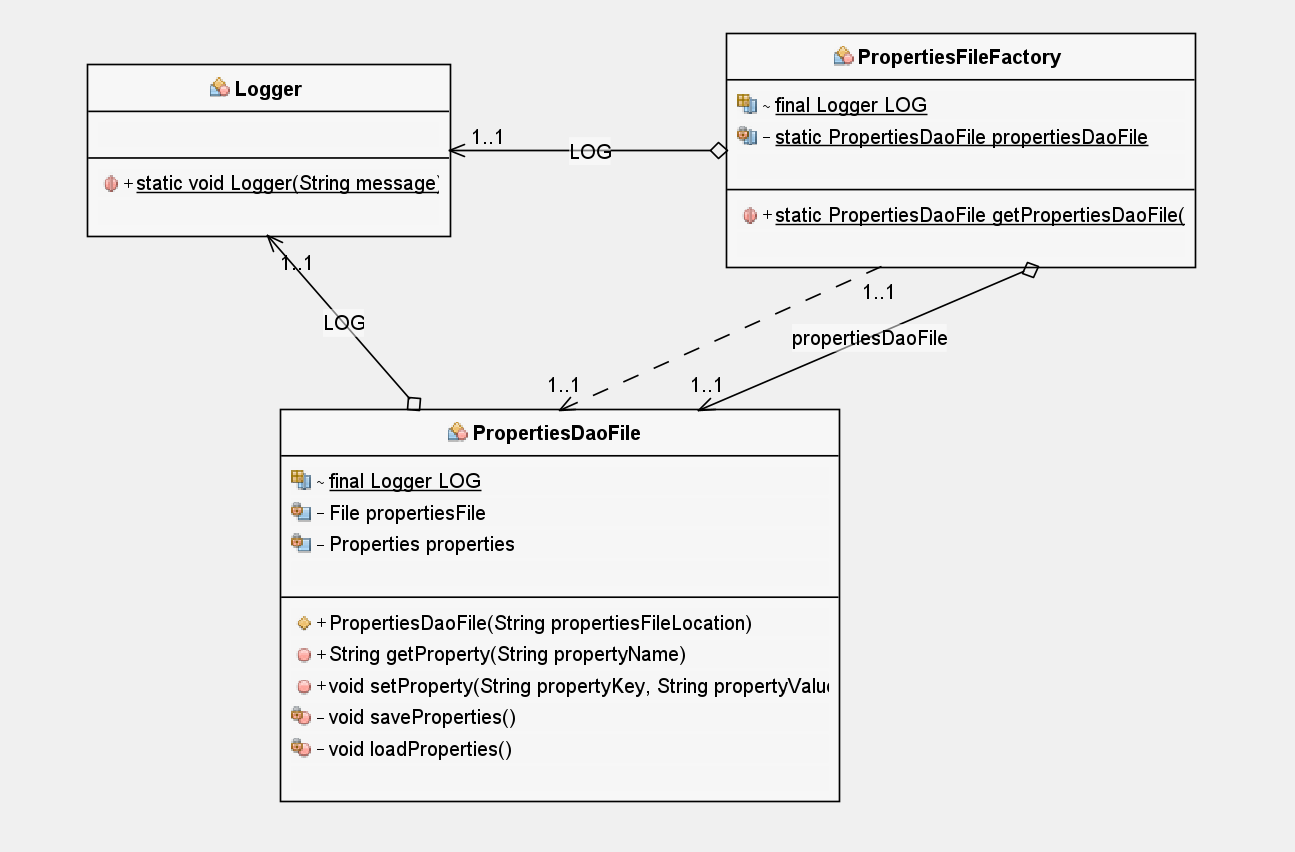 Logger
+ static void Logger(String message)
PropertiesFileFactory
~ final Logger LOG
- static PropertiesDaoFile propertiesDaoFile
+ static PropertiesDaoFile getPropertiesDaoFile(
1..1
LOG
1..1
LOG
1..1
propertiesDaoFile
1..1
1..1
PropertiesDaoFile
~ final Logger LOG
- File propertiesFile
- Properties properties
+ PropertiesDaoFile(String propertiesFileLocation)
+ String getProperty(String propertyName)
+ void setProperty(String propertyKey, String propertyValue
- void saveProperties()
- void loadProperties()